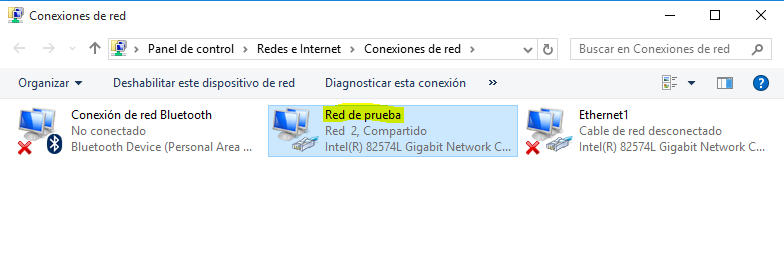 Conexiones de red
Panel de control > Redes e Internet > Conexiones de red
Buscar en Conexiones de red
Organizar
Deshabilitar este dispositivo de red
Diagnosticar esta conexión
»
Conexión de red Bluetooth
No conectado
Bluetooth Device (Personal Area ...
Red de prueba
Red 2, Compartido
Intel(R) 82574L Gigabit Network C...
Ethernet1
Cable de red desconectado
Intel(R) 82574L Gigabit Network C...